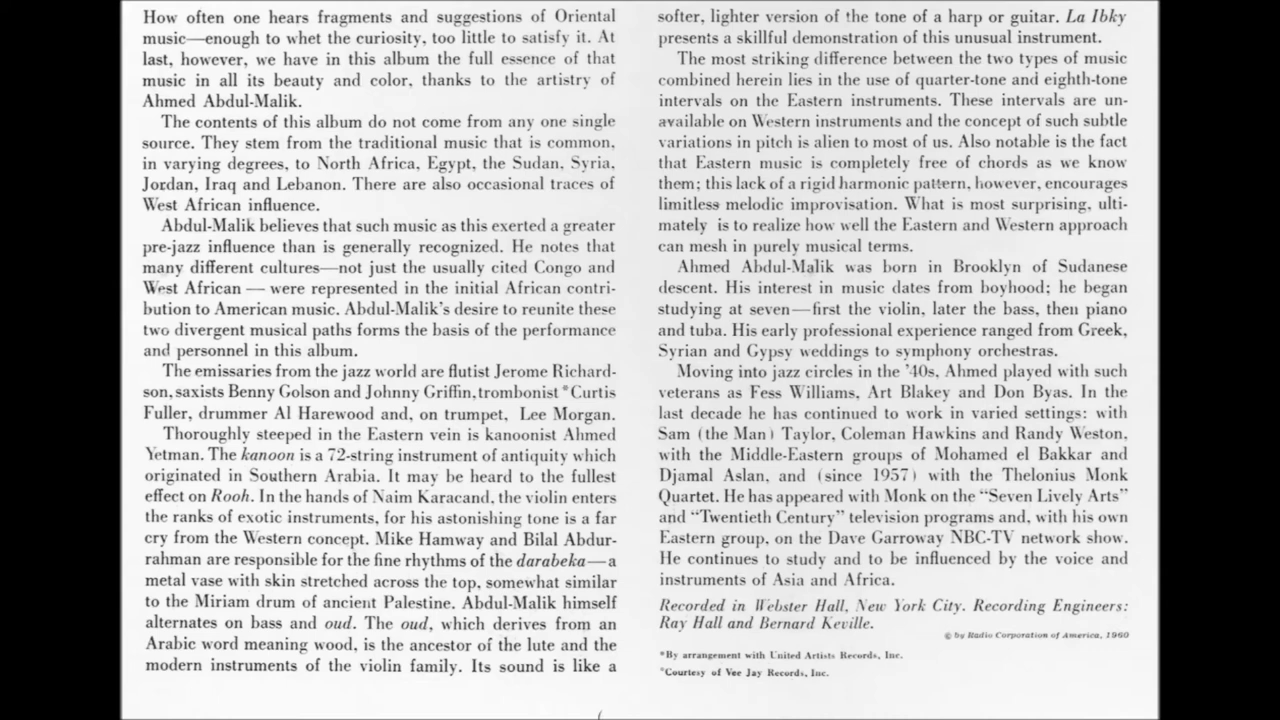 How often one hears fragments and suggestions of Oriental
music—enough to whet the curiosity, too little to satisfy it. At
last, however, we have in this album the full essence of that
music in all its beauty and color, thanks to the artistry of
Ahmed Abdul-Malik.
The contents of this album do not come from any one single
source. They stem from the traditional music that is common,
in varying degrees, to North Africa, Egypt, the Sudan, Syria,
Jordan, Iraq and Lebanon. There are also occasional traces of
West African influence.
Abdul-Malik believes that such music as this exerted a greater
pre-jazz influence than is generally recognized. He notes that
many different cultures—not just the usually cited Congo and
West African — were represented in the initial African contri-
bution to American music. Abdul-Malik's desire to reunite these
two divergent musical paths forms the basis of the performance
and personnel in this album.
The emissaries from the jazz world are flutist Jerome Richard-
son, saxists Benny Golson and Johnny Griffin, trombonist *Curtis
Fuller, drummer Al Harewood and, on trumpet, Lee Morgan.
Thoroughly steeped in the Eastern vein is kanoonist Ahmed
Yetman. The kanoon is a 72-string instrument of antiquity which
originated in Southern Arabia. It may be heard to the fullest
effect on Rooh. In the hands of Naim Karacand, the violin enters
the ranks of exotic instruments, for his astonishing tone is a far
cry from the Western concept. Mike Hamway and Bilal Abdur-
rahman are responsible for the fine rhythms of the darabeka—a
metal vase with skin stretched across the top, somewhat similar
to the Miriam drum of ancient Palestine. Abdul-Malik himself
alternates on bass and oud. The oud, which derives from an
Arabic word meaning wood, is the ancestor of the lute and the
modern instruments of the violin family. Its sound is like a
softer, lighter version of the tone of a harp or guitar. La Ibky
presents a skillful demonstration of this unusual instrument.
The most striking difference between the two types of music
combined herein lies in the use of quarter-tone and eighth-tone
intervals on the Eastern instruments. These intervals are un-
available on Western instruments and the concept of such subtle
variations in pitch is alien to most of us. Also notable is the fact
that Eastern music is completely free of chords as we know
them; this lack of a rigid harmonic pattern, however, encourages
limitless melodic improvisation. What is most surprising, ulti-
mately is to realize how well the Eastern and Western approach
can mesh in purely musical terms.
Ahmed Abdul-Malik was born in Brooklyn of Sudanese
descent. His interest in music dates from boyhood; he began
studying at seven—first the violin, later the bass, then piano
and tuba. His early professional experience ranged from Greek,
Syrian and Gypsy weddings to symphony orchestras.
Moving into jazz circles in the '40s, Ahmed played with such
veterans as Fess Williams, Art Blakey and Don Byas. In the
last decade he has continued to work in varied settings: with
Sam (the Man) Taylor, Coleman Hawkins and Randy Weston,
with the Middle-Eastern groups of Mohamed el Bakkar and
Djamal Aslan, and (since 1957) with the Thelonius Monk
Quartet. He has appeared with Monk on the "Seven Lively Arts"
and "Twentieth Century" television programs and, with his own
Eastern group, on the Dave Garroway NBC-TV network show.
He continues to study and to be influenced by the voice and
instruments of Asia and Africa.
Recorded in Webster Hall, New York City. Recording Engineers:
Ray Hall and Bernard Keville.
© by Radio Corporation of America, 1960
*By arrangement with United Artists Records, Inc.
°Courtesy of Vee Jay Records, Inc.